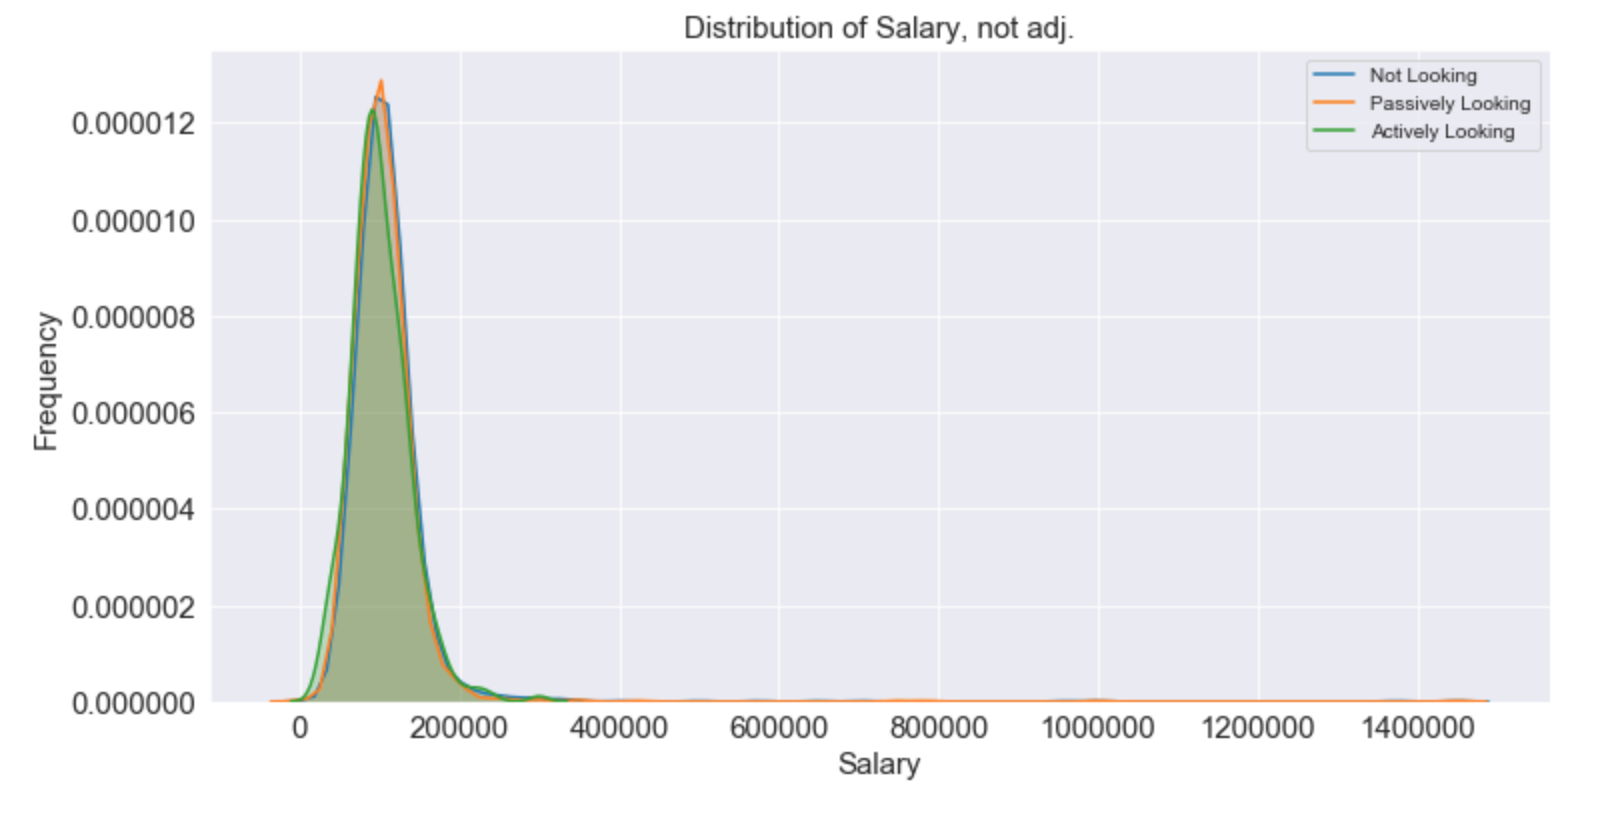 Distribution of Salary, not adj.
Not Looking
Passively Looking
Actively Looking
0.000012
0.000010
0.000008
0.000006
0.000004
0.000002
0.000000
Frequency
0 200000 400000 600000 800000 1000000 1200000 1400000
Salary